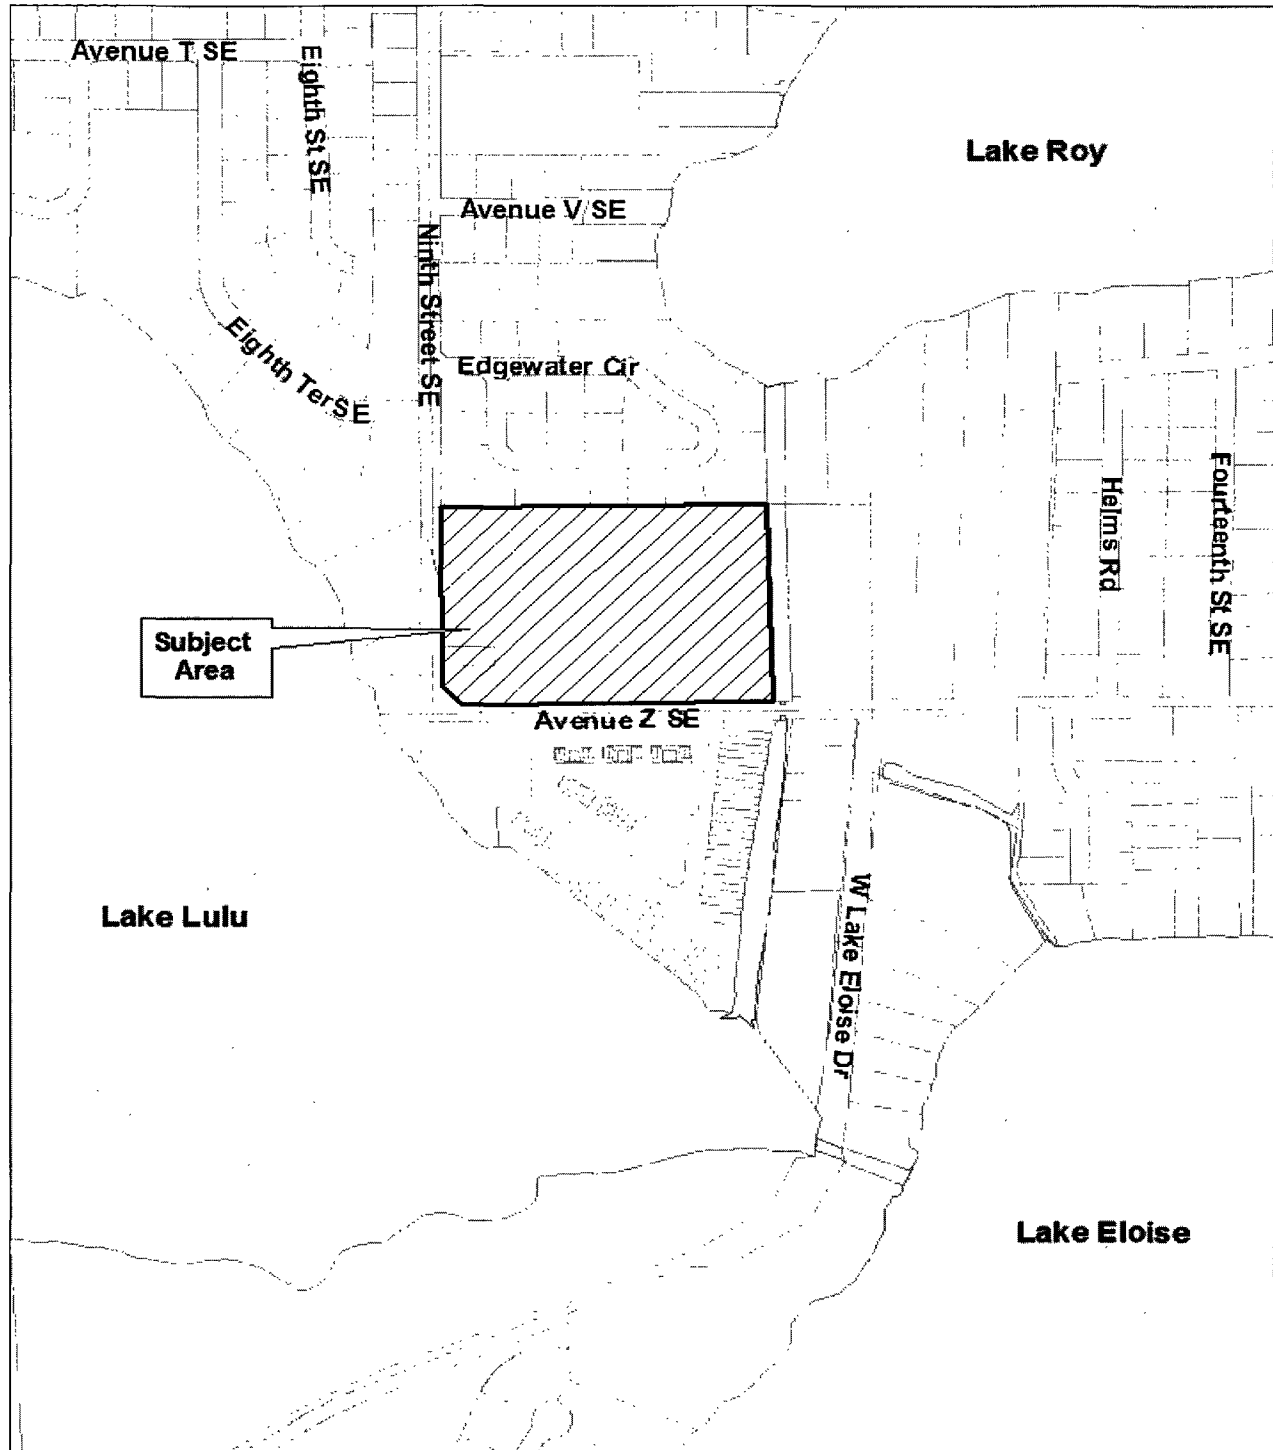 Avenue T SE
Eighth St SE
Lake Roy
Avenue V SE
Ninth Street SE
Eighth Ter SE
Edgewater Cir
Helms Rd
Fourteenth St SE
Subject
Area
Avenue Z SE
Lake Lulu
W Lake Eloise Dr
Lake Eloise